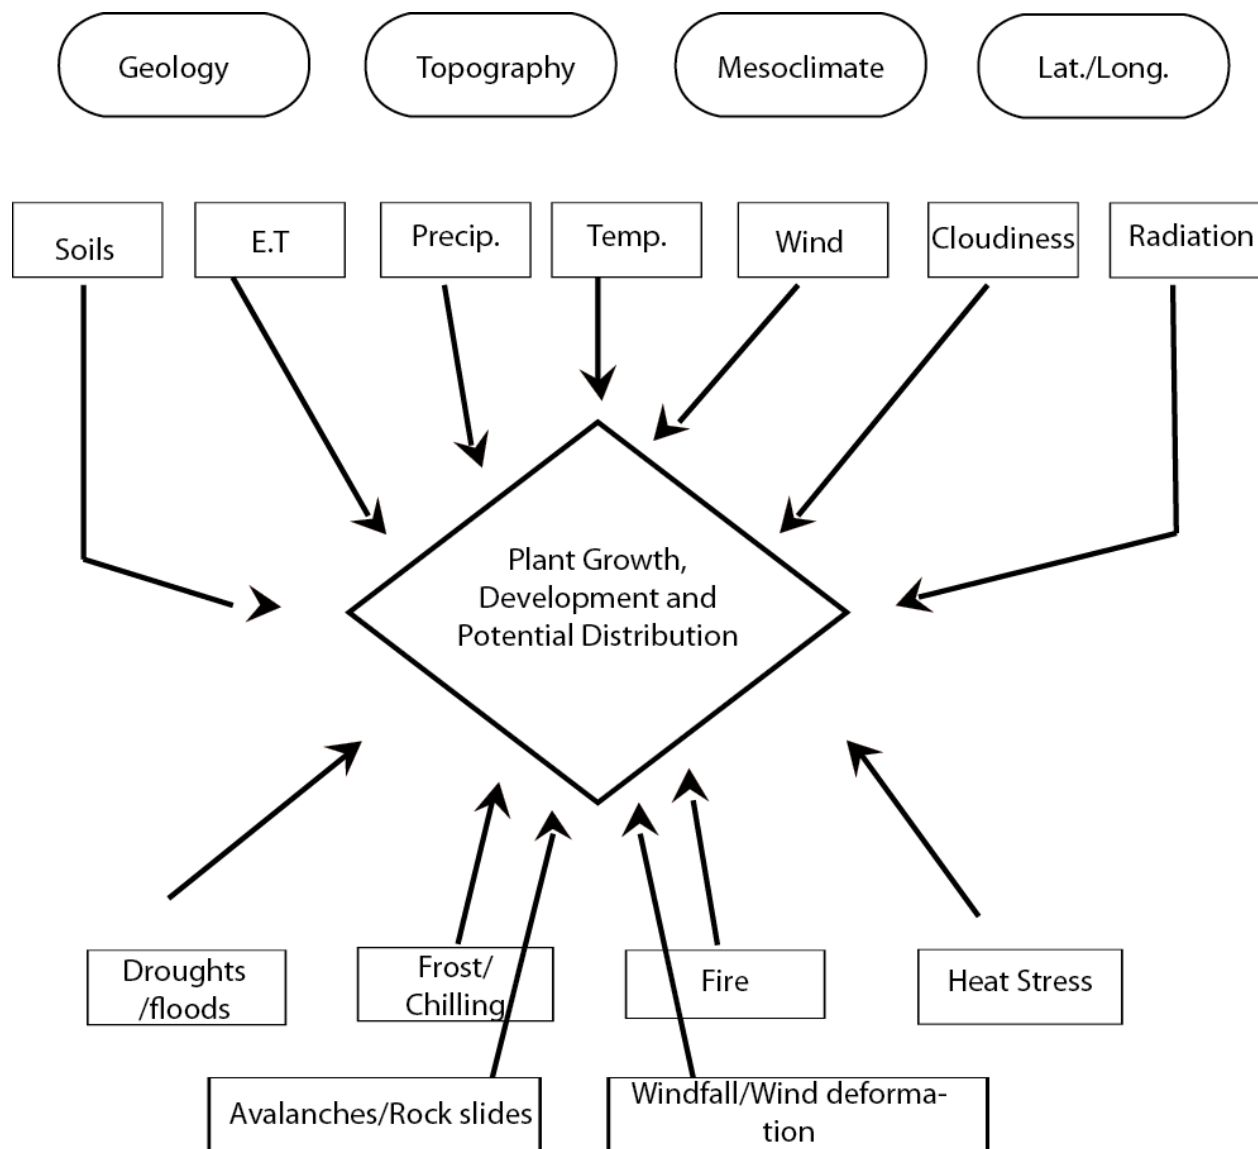 Geology
Topography
Mesoclimate
Lat./Long.
Soils
E.T
Precip.
Temp.
Wind
Cloudiness
Radiation
Plant Growth,
Development and
Potential Distribution
Droughts
/floods
Frost/
Chilling
Fire
Heat Stress
Avalanches/Rock slides
Windfall/Wind deforma-
tion